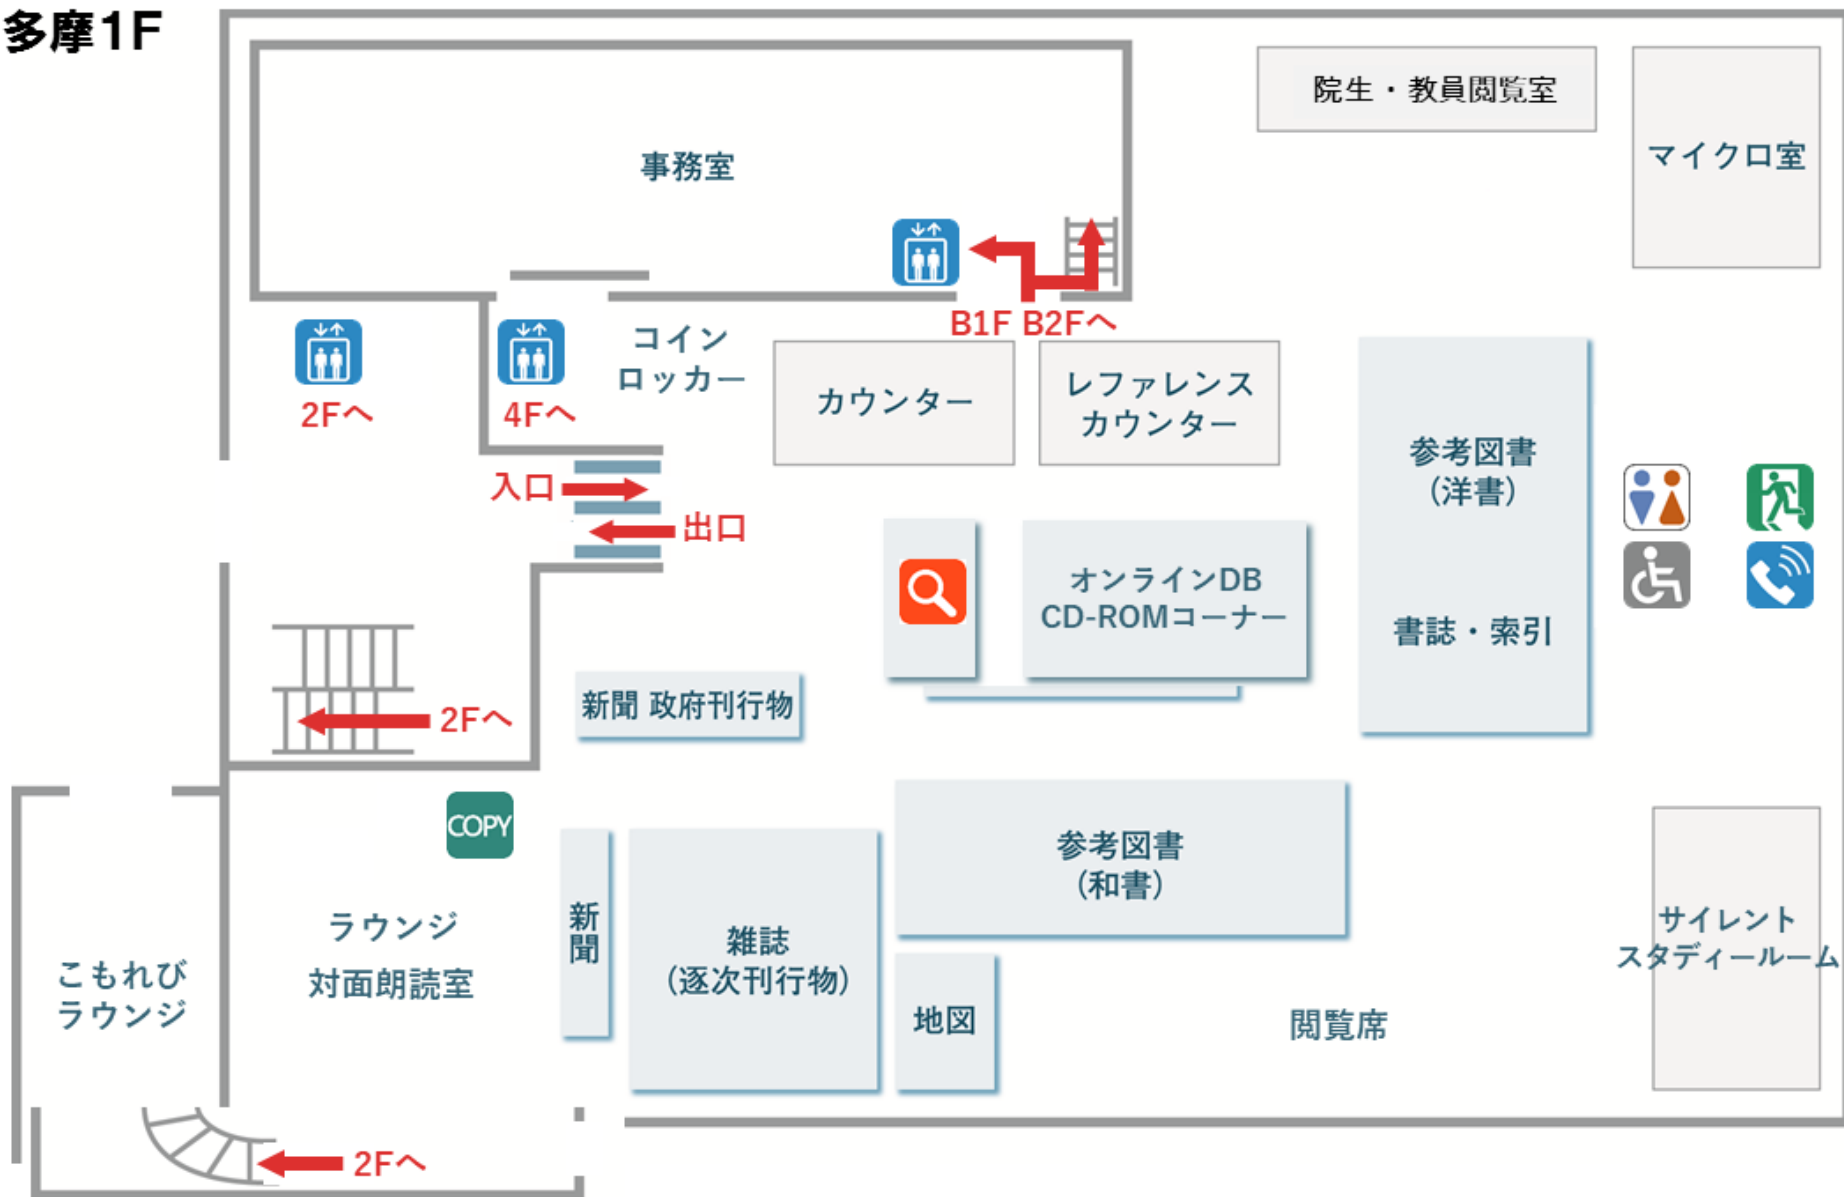 多摩1F
院生・教員閲覧室
マイクロ室
事務室
B1F B2Fへ
コイン
ロッカー
2Fへ
4Fへ
カウンター
レファレンス
カウンター
参考図書
（洋書）
書誌・索引
入口
出口
オンラインDB
CD-ROMコーナー
新聞 政府刊行物
2Fへ
COPY
参考図書
（和書）
新聞
雑誌
（逐次刊行物）
地図
ラウンジ
対面朗読室
こもれび
ラウンジ
閲覧席
サイレント
スタディールーム
2Fへ